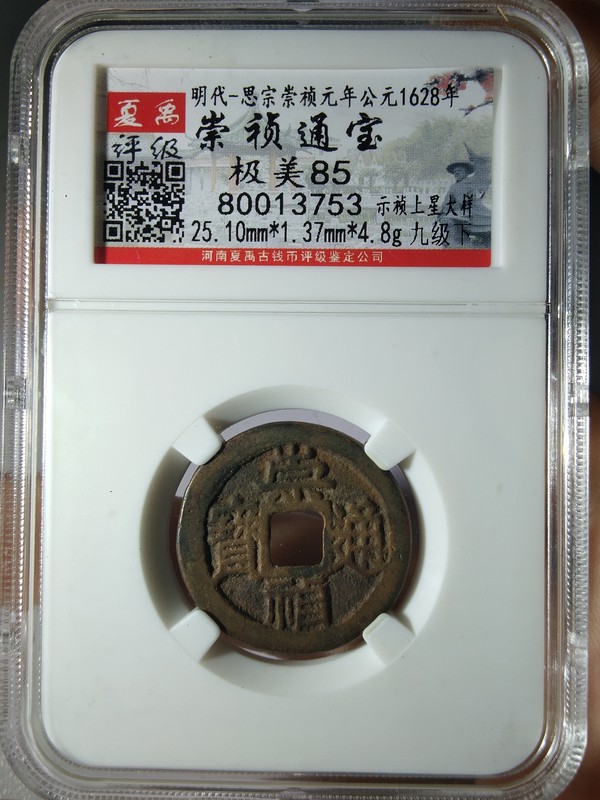 夏禹
评级
明代-思宗崇祯元年公元1628年
崇祯通宝
极美85
80013753 示祯上星大样
25.10mm*1.37mm*4.8g 九级下
河南夏禹古钱币评级鉴定公司
崇
寳 通
禎